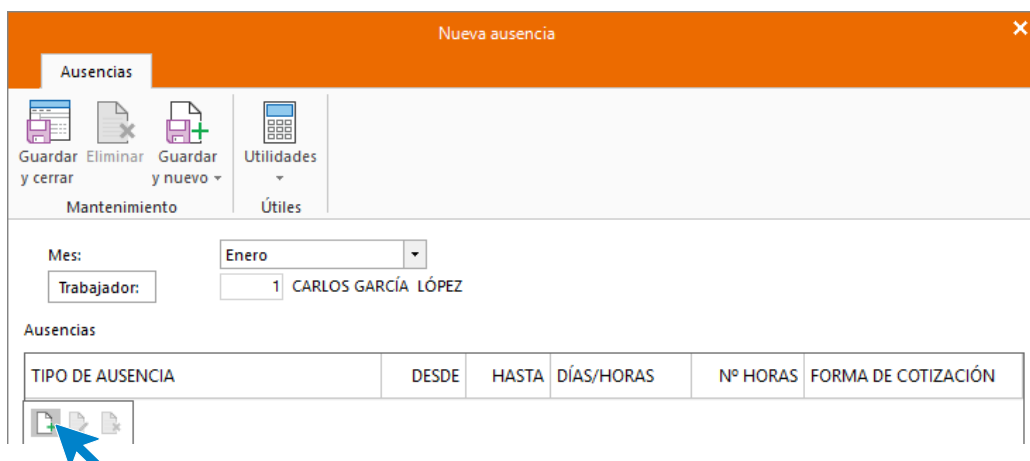 Nueva ausencia
Ausencias
Guardar y cerrar
Eliminar
Guardar y nuevo
Utilidades
Mantenimiento
Útiles
Mes: Enero
Trabajador: 1 CARLOS GARCÍA LÓPEZ
Ausencias
TIPO DE AUSENCIA DESDE HASTA DÍAS/HORAS Nº HORAS FORMA DE COTIZACIÓN